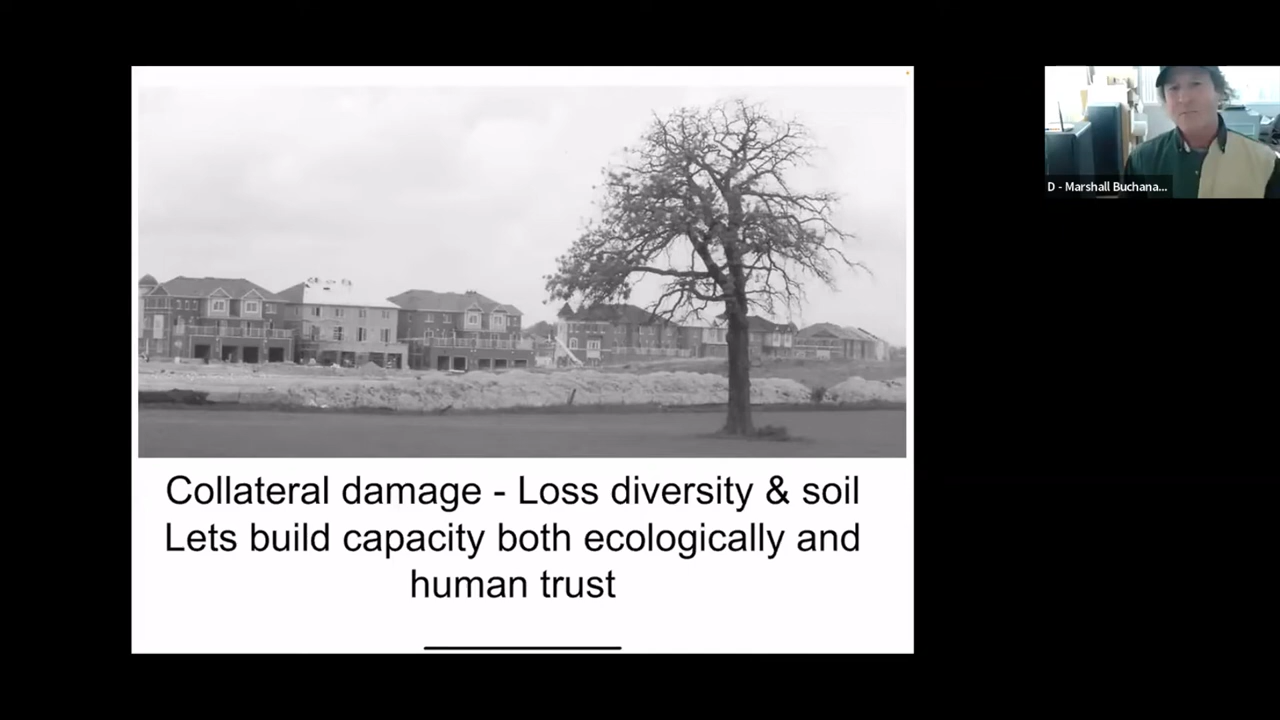 Collateral damage - Loss diversity & soil
Lets build capacity both ecologically and
human trust
D - Marshall Buchana...